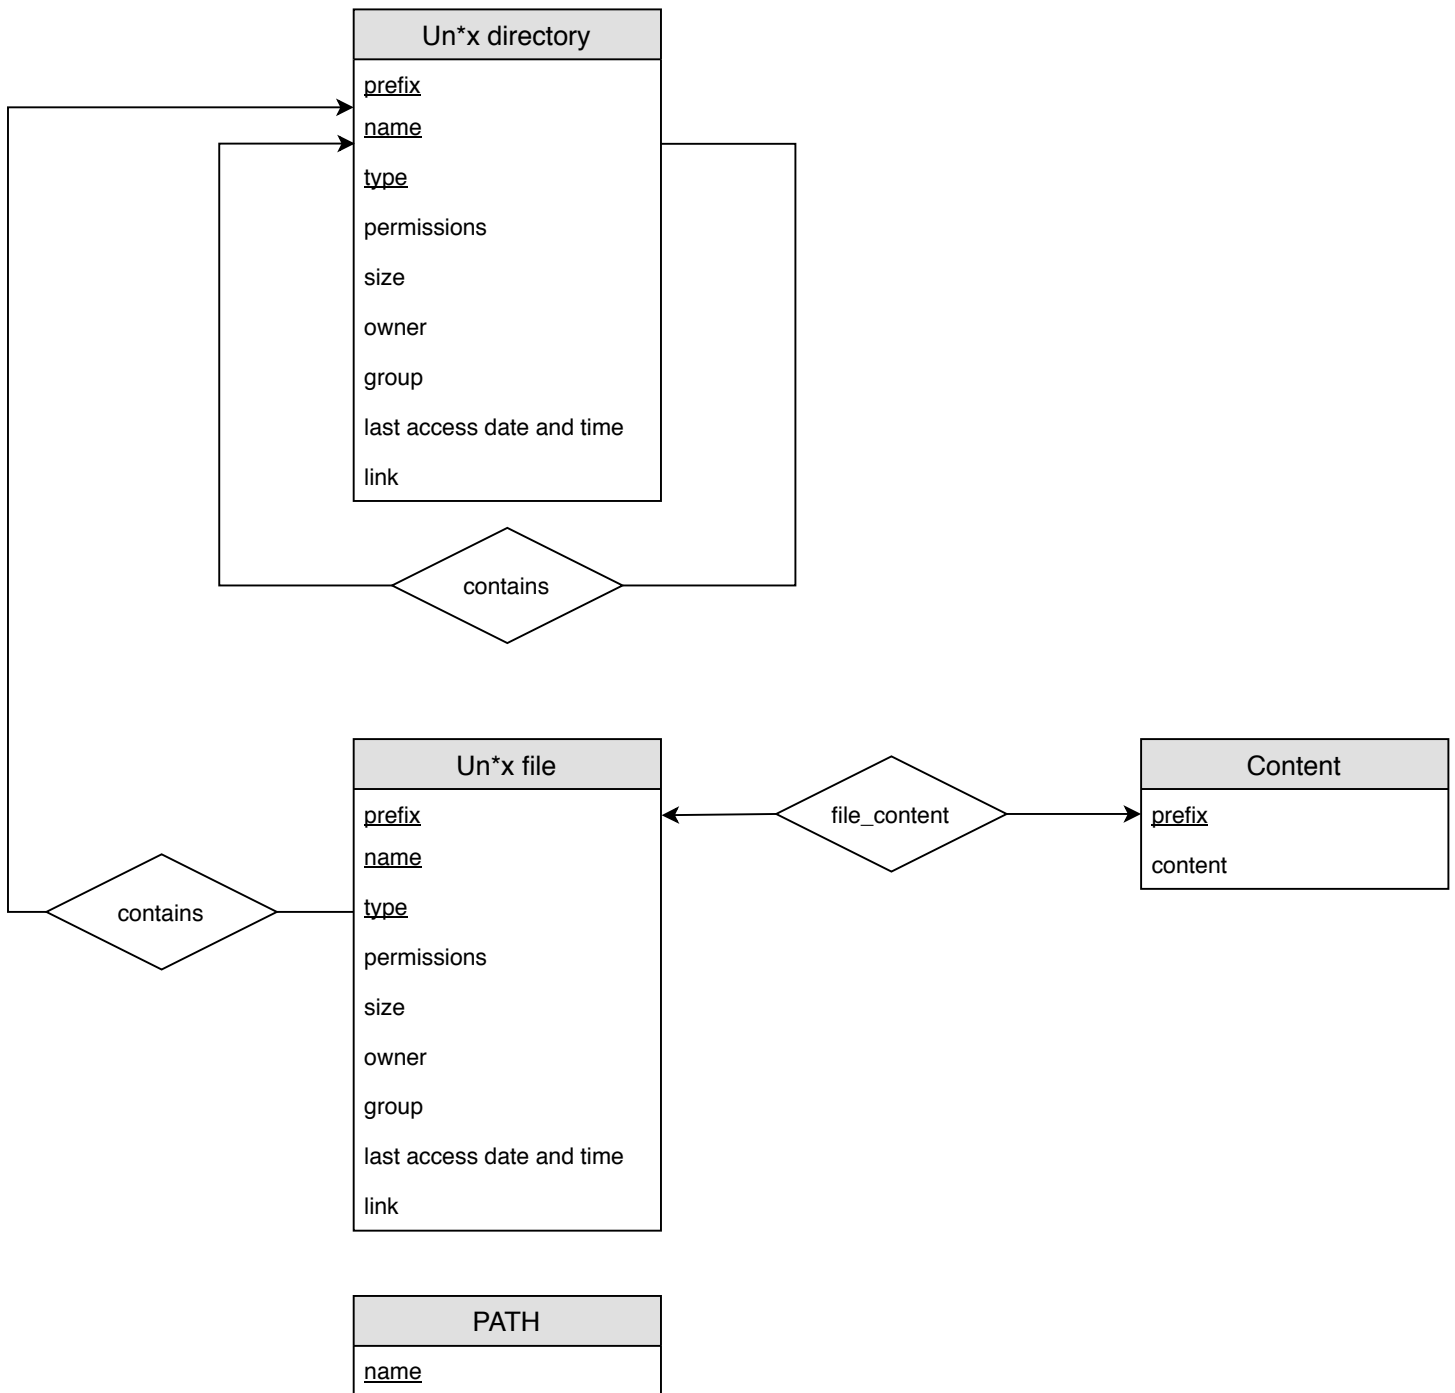 Un*x directory
prefix
name
type
permissions
size
owner
group
last access date and time
link
contains
Un*x file
prefix
name
type
permissions
size
owner
group
last access date and time
link
contains
file_content
Content
prefix
content
PATH
name